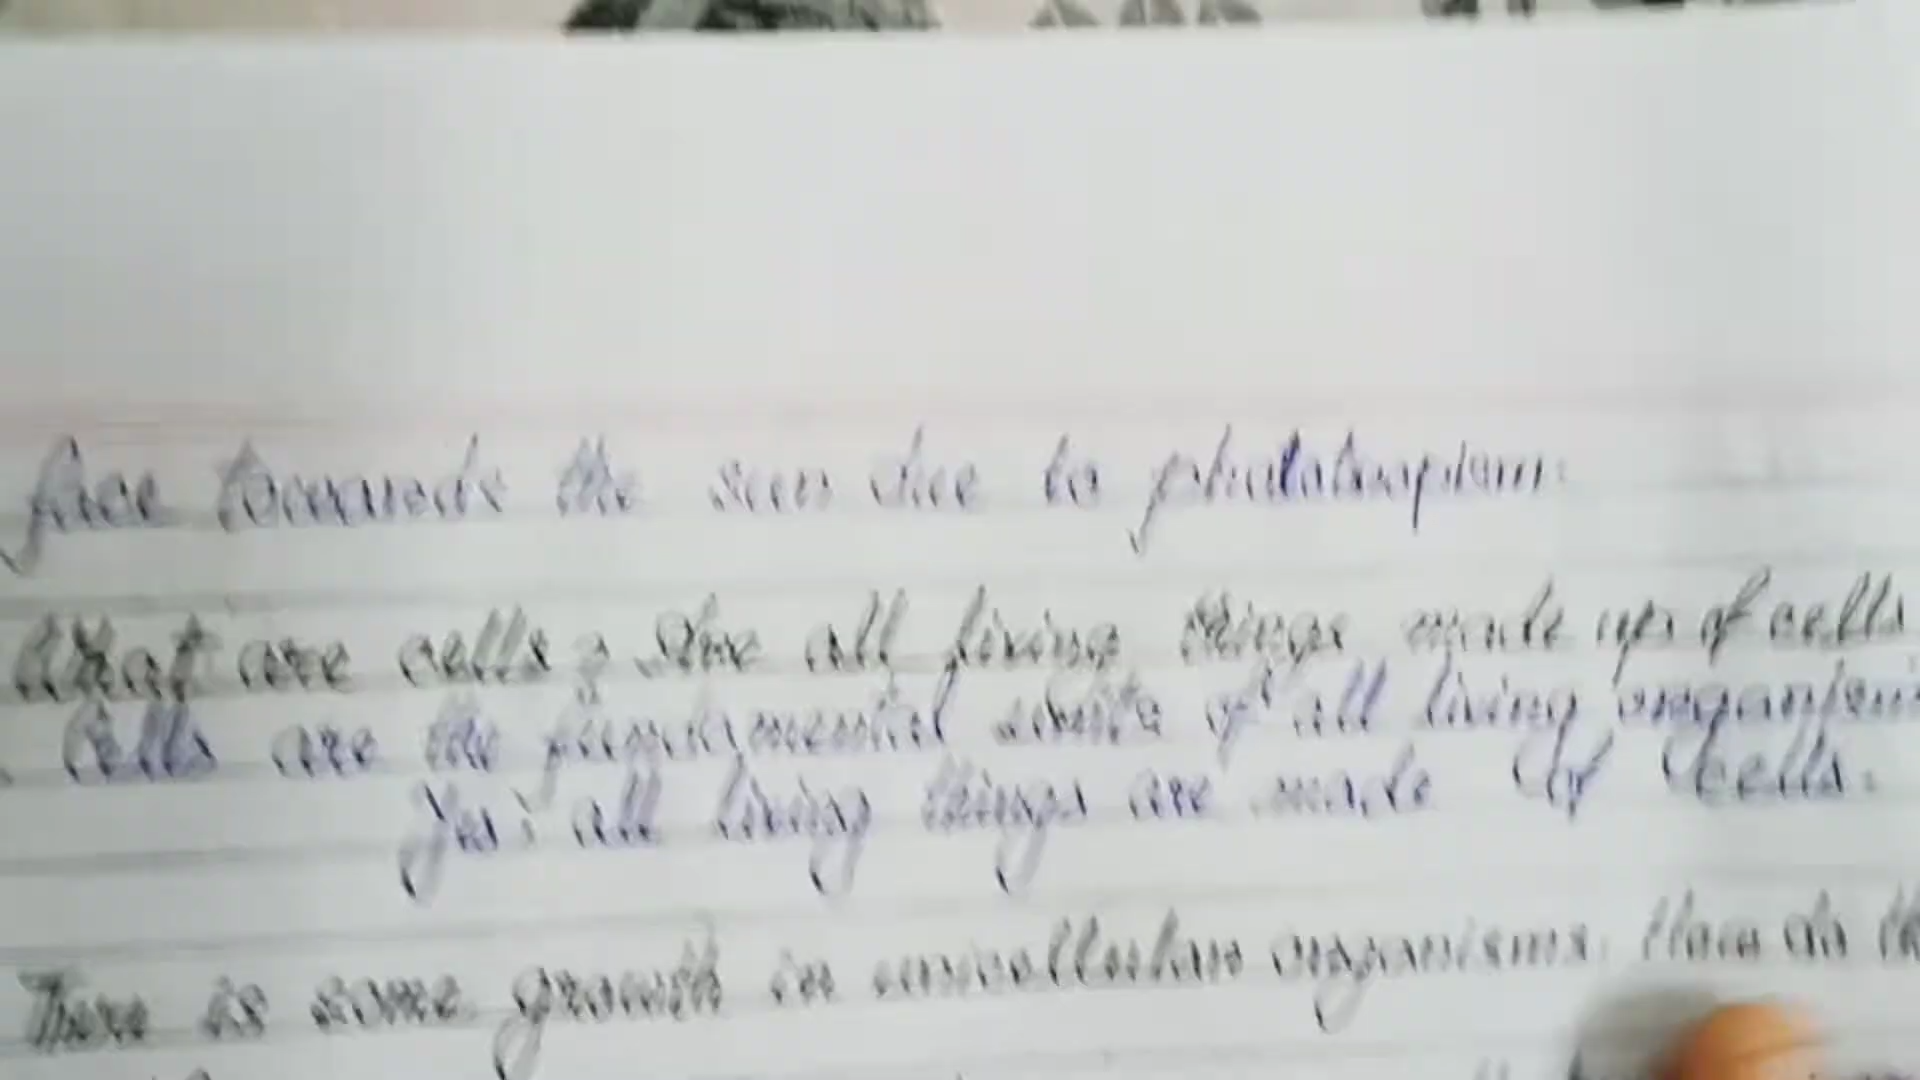 face towards the sun due to phototropism.
What are cells? Are all living things made up of cells
Cells are the fundamental units of all living
Yes, all living things are made of cells.
There is some growth in unicellular organisms. How do